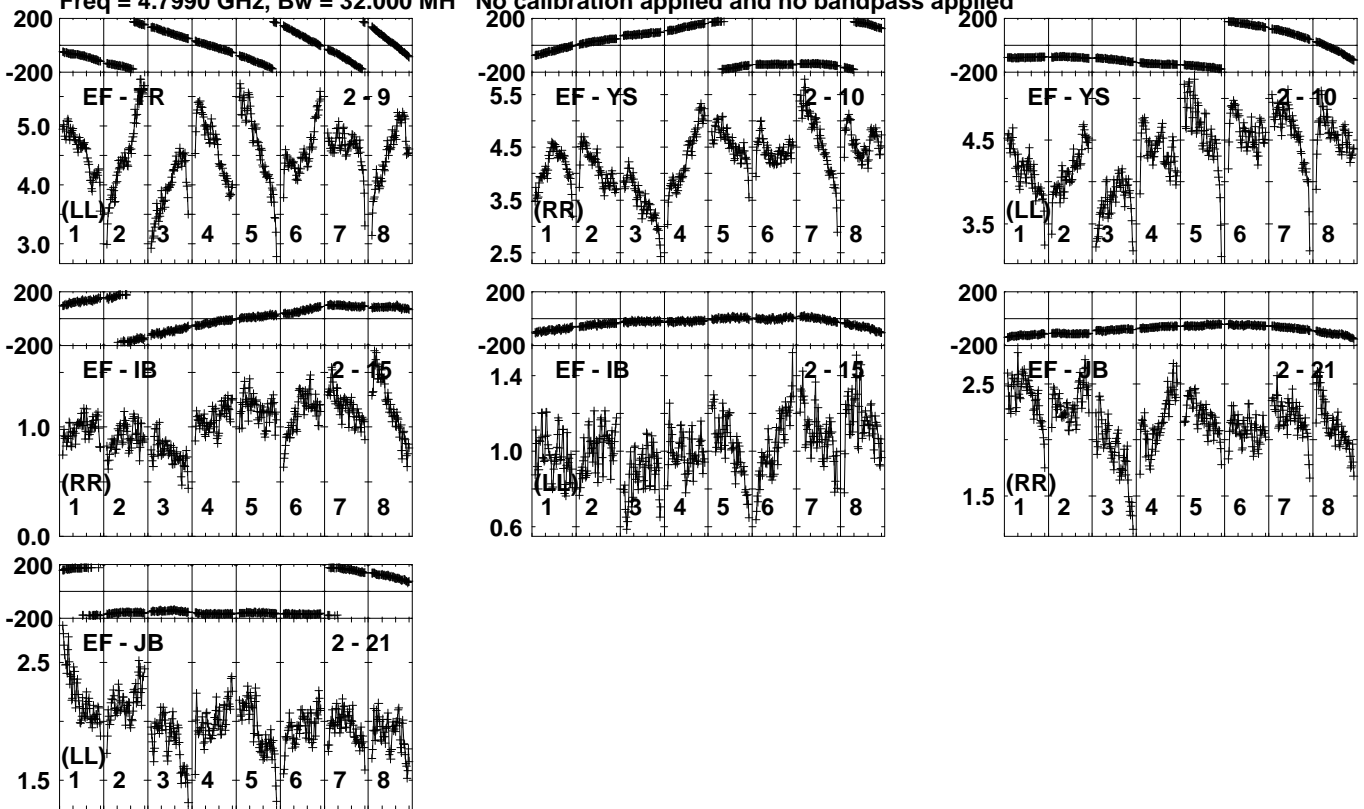 Freq = 4.7990 GHz, Bw = 32.000 MH No calibration applied and no bandpass applied
200
-200
EF - TR 2 - 9
5.0
4.0
3.0
(LL)
1 2 3 4 5 6 7 8
200
-200
EF - YS 2 - 10
5.5
4.5
3.5
2.5
(RR)
1 2 3 4 5 6 7 8
200
-200
EF - YS 2 - 10
4.5
3.5
(LL)
1 2 3 4 5 6 7 8
200
-200
EF - IB 2 - 15
1.0
0.0
(RR)
1 2 3 4 5 6 7 8
200
-200
EF - IB 2 - 15
1.4
1.0
0.6
(LL)
1 2 3 4 5 6 7 8
200
-200
EF - JB 2 - 21
2.5
1.5
(RR)
1 2 3 4 5 6 7 8
200
-200
EF - JB 2 - 21
2.5
1.5
(LL)
1 2 3 4 5 6 7 8